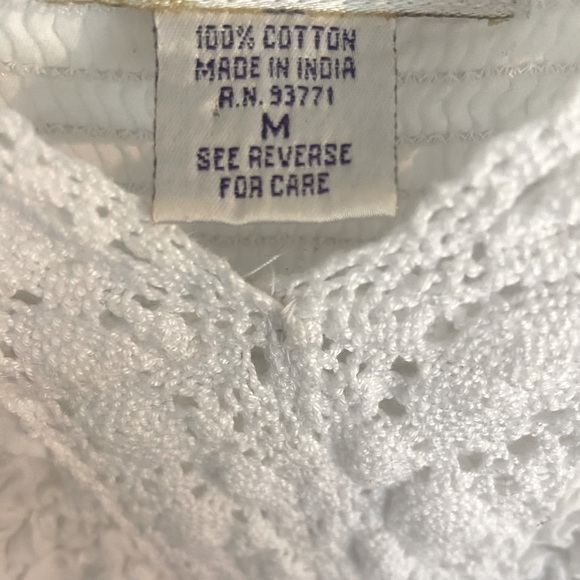 100% COTTON
MADE IN INDIA
R.N. 93771
M
SEE REVERSE
FOR CARE